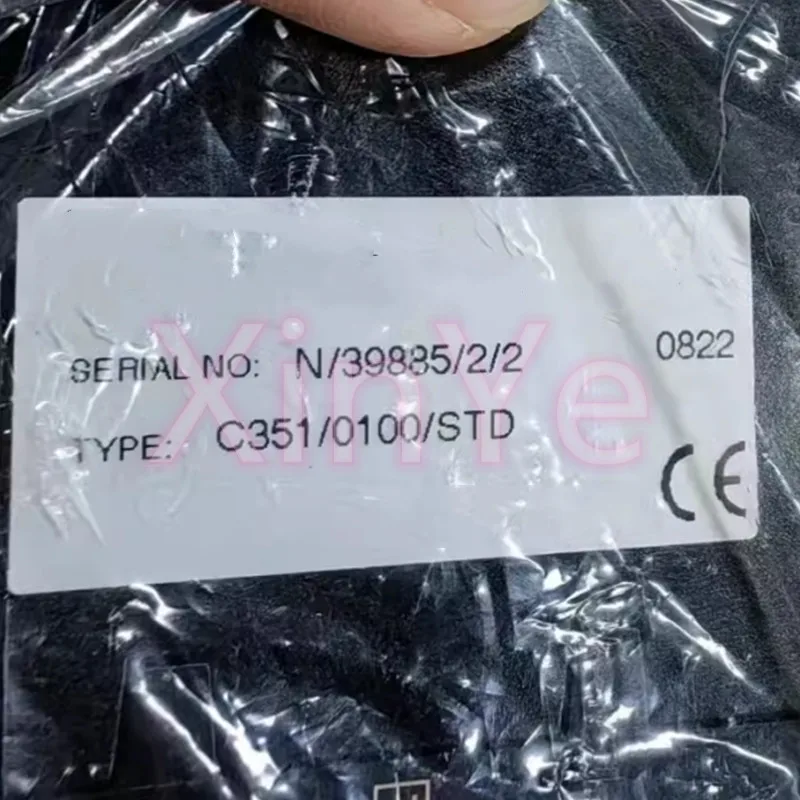 SERIAL NO: N/39885/2/2 0822
TYPE: C351/0100/STD
CE
XinYe